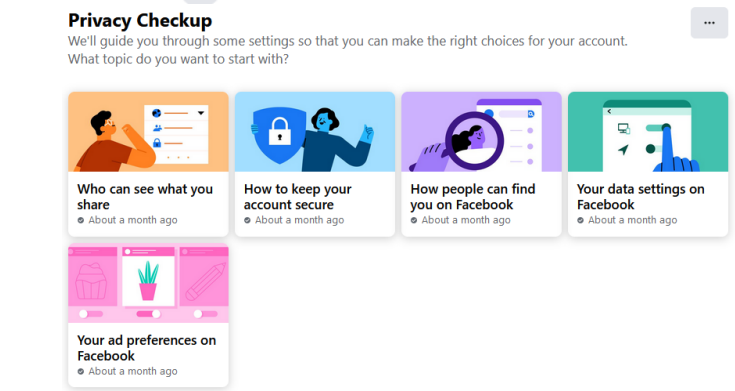 Privacy Checkup
We'll guide you through some settings so that you can make the right choices for your account.
What topic do you want to start with?
Who can see what you
share
About a month ago
How to keep your
account secure
About a month ago
How people can find
you on Facebook
About a month ago
Your data settings on
Facebook
About a month ago
Your ad preferences on
Facebook
About a month ago